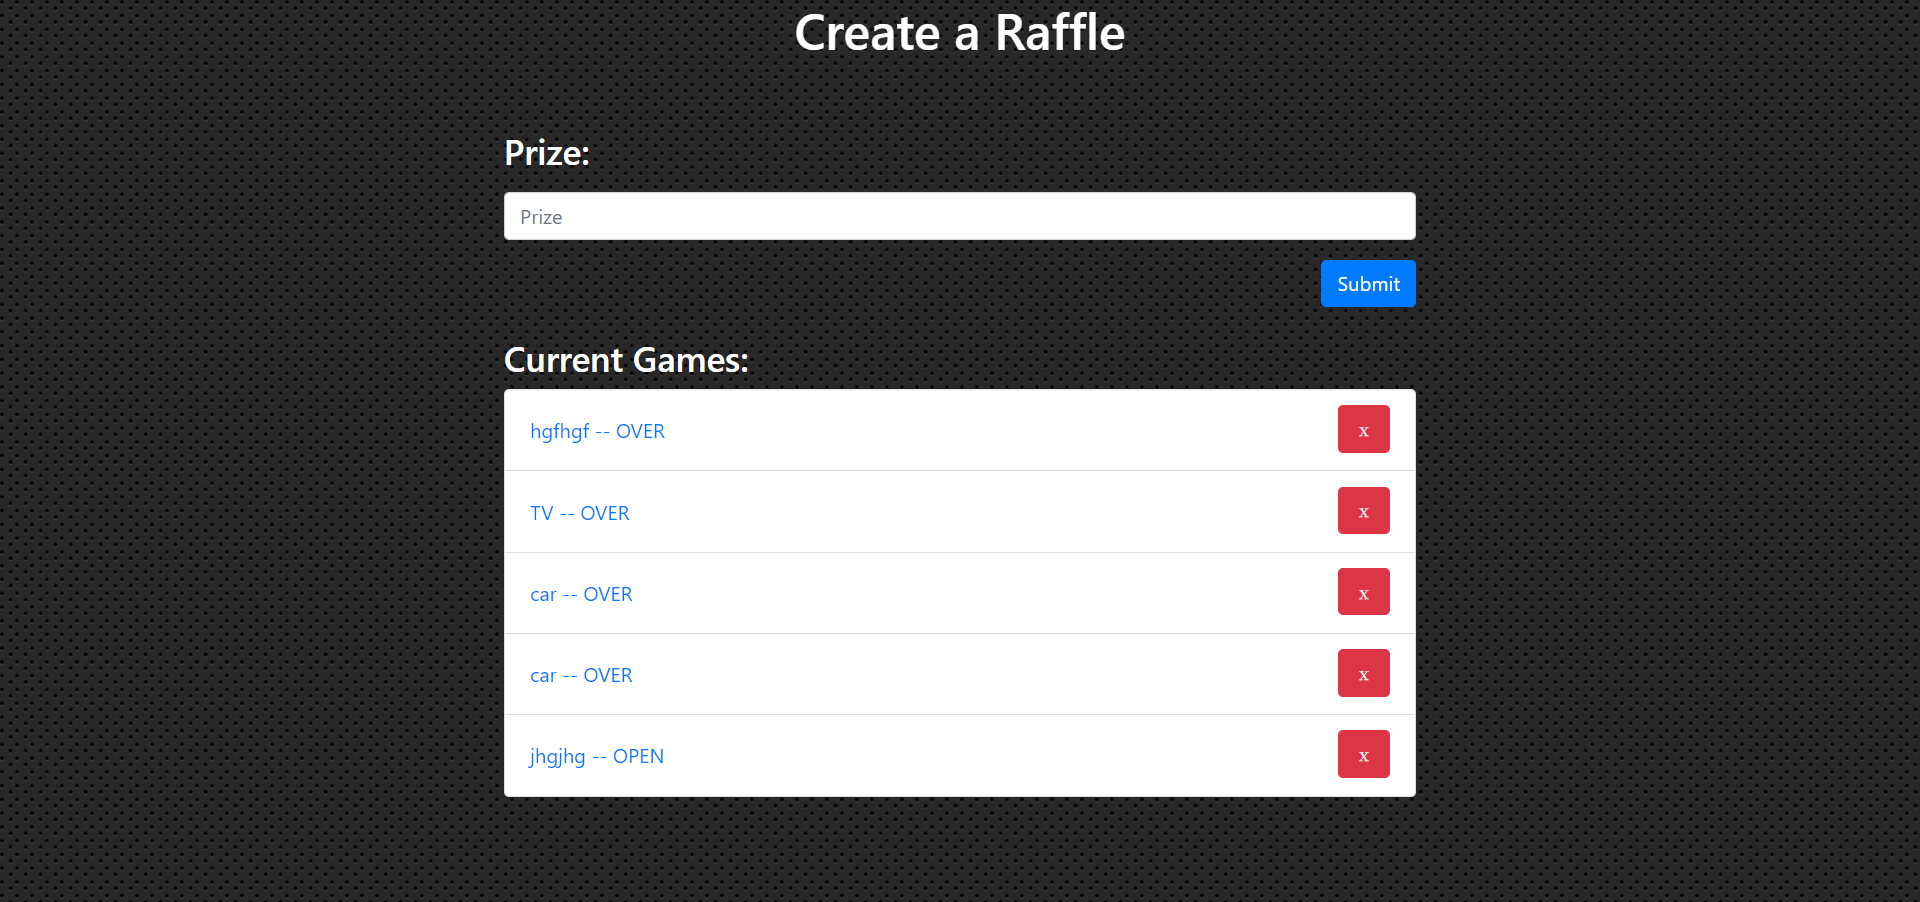 Create a Raffle
Prize:
Prize
Submit
Current Games:
hgfhgf -- OVER x
TV -- OVER x
car -- OVER x
car -- OVER x
jhgjhg -- OPEN x